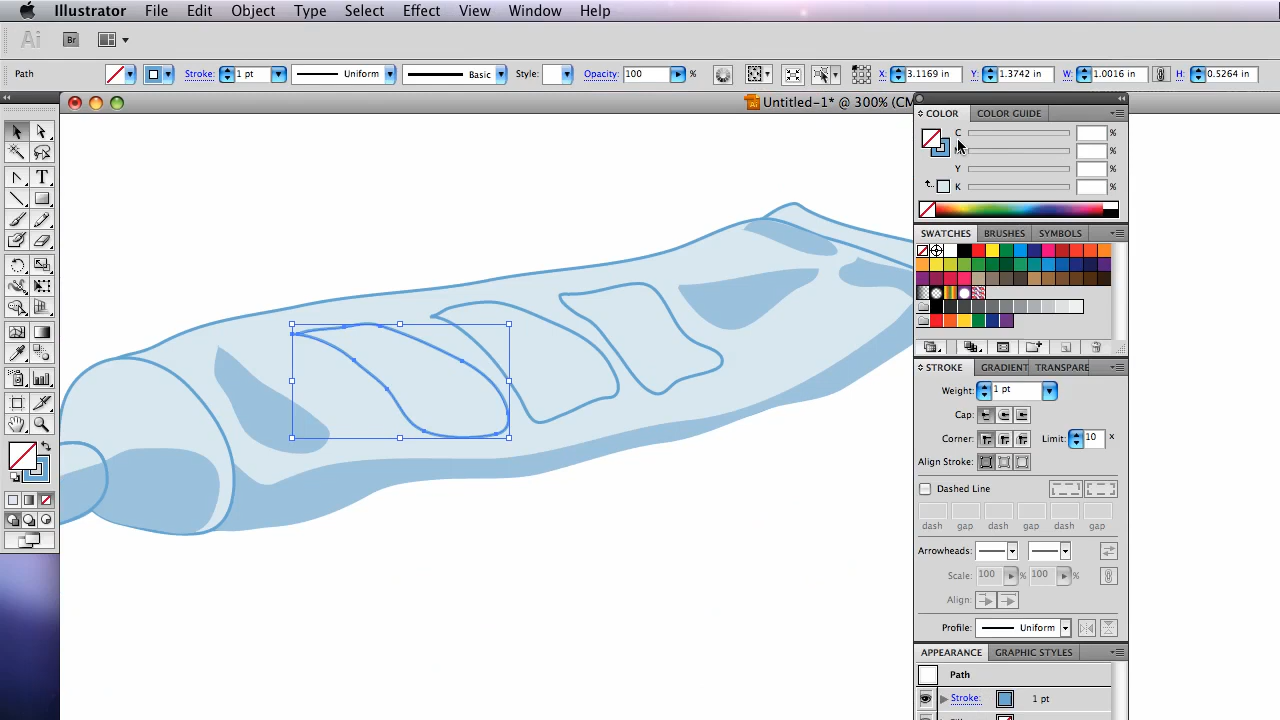 Illustrator File Edit Object Type Select Effect View Window Help
Ai Br
Path Stroke: 1 pt Uniform Basic Style: Opacity: 100 % X: 3.1169 in Y: 1.3742 in W: 1.0016 in H: 0.5264 in
Untitled-1* @ 300% (CM
COLOR COLOR GUIDE
C %
%
Y %
K %
SWATCHES BRUSHES SYMBOLS
STROKE GRADIENT TRANSPARE
Weight: 1 pt
Cap:
Corner: Limit: 10 x
Align Stroke:
Dashed Line
dash gap dash gap dash gap
Arrowheads:
Scale: 100 % 100 %
Align:
Profile: Uniform
APPEARANCE GRAPHIC STYLES
Path
Stroke: 1 pt